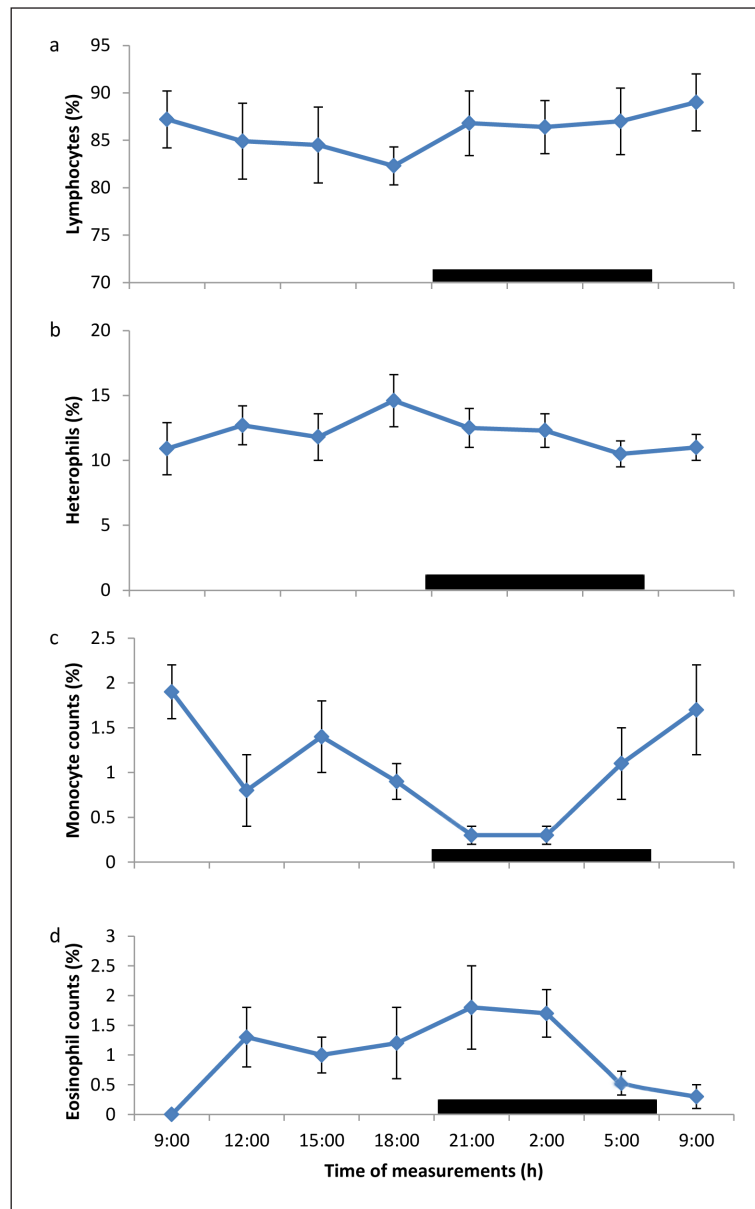 a
Lymphocytes (%)
95
90
85
80
75
70
b
Heterophils (%)
20
15
10
5
0
c
Monocyte counts (%)
2.5
2
1.5
1
0.5
0
d
Eosinophil counts (%)
3
2.5
2
1.5
1
0.5
0
9:00 12:00 15:00 18:00 21:00 2:00 5:00 9:00
Time of measurements (h)